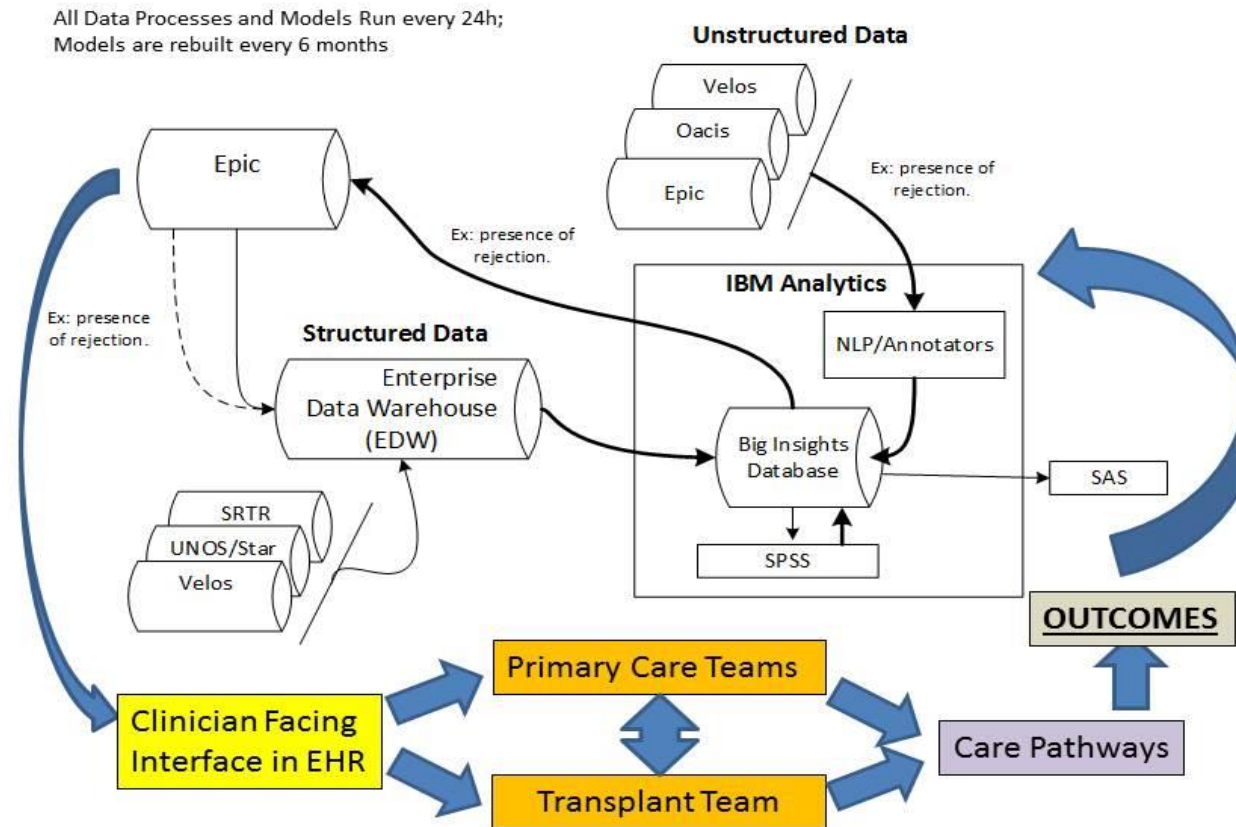 All Data Processes and Models Run every 24h;
Models are rebuilt every 6 months
Unstructured Data
Velos
Oacis
Epic
Epic
Ex: presence of
rejection.
Ex: presence of
rejection.
IBM Analytics
NLP/Annotators
Ex: presence
of rejection.
Structured Data
Enterprise
Data Warehouse
(EDW)
Big Insights
Database
SAS
SPSS
SRTR
UNOS/Star
Velos
OUTCOMES
Primary Care Teams
Clinician Facing
Interface in EHR
Care Pathways
Transplant Team